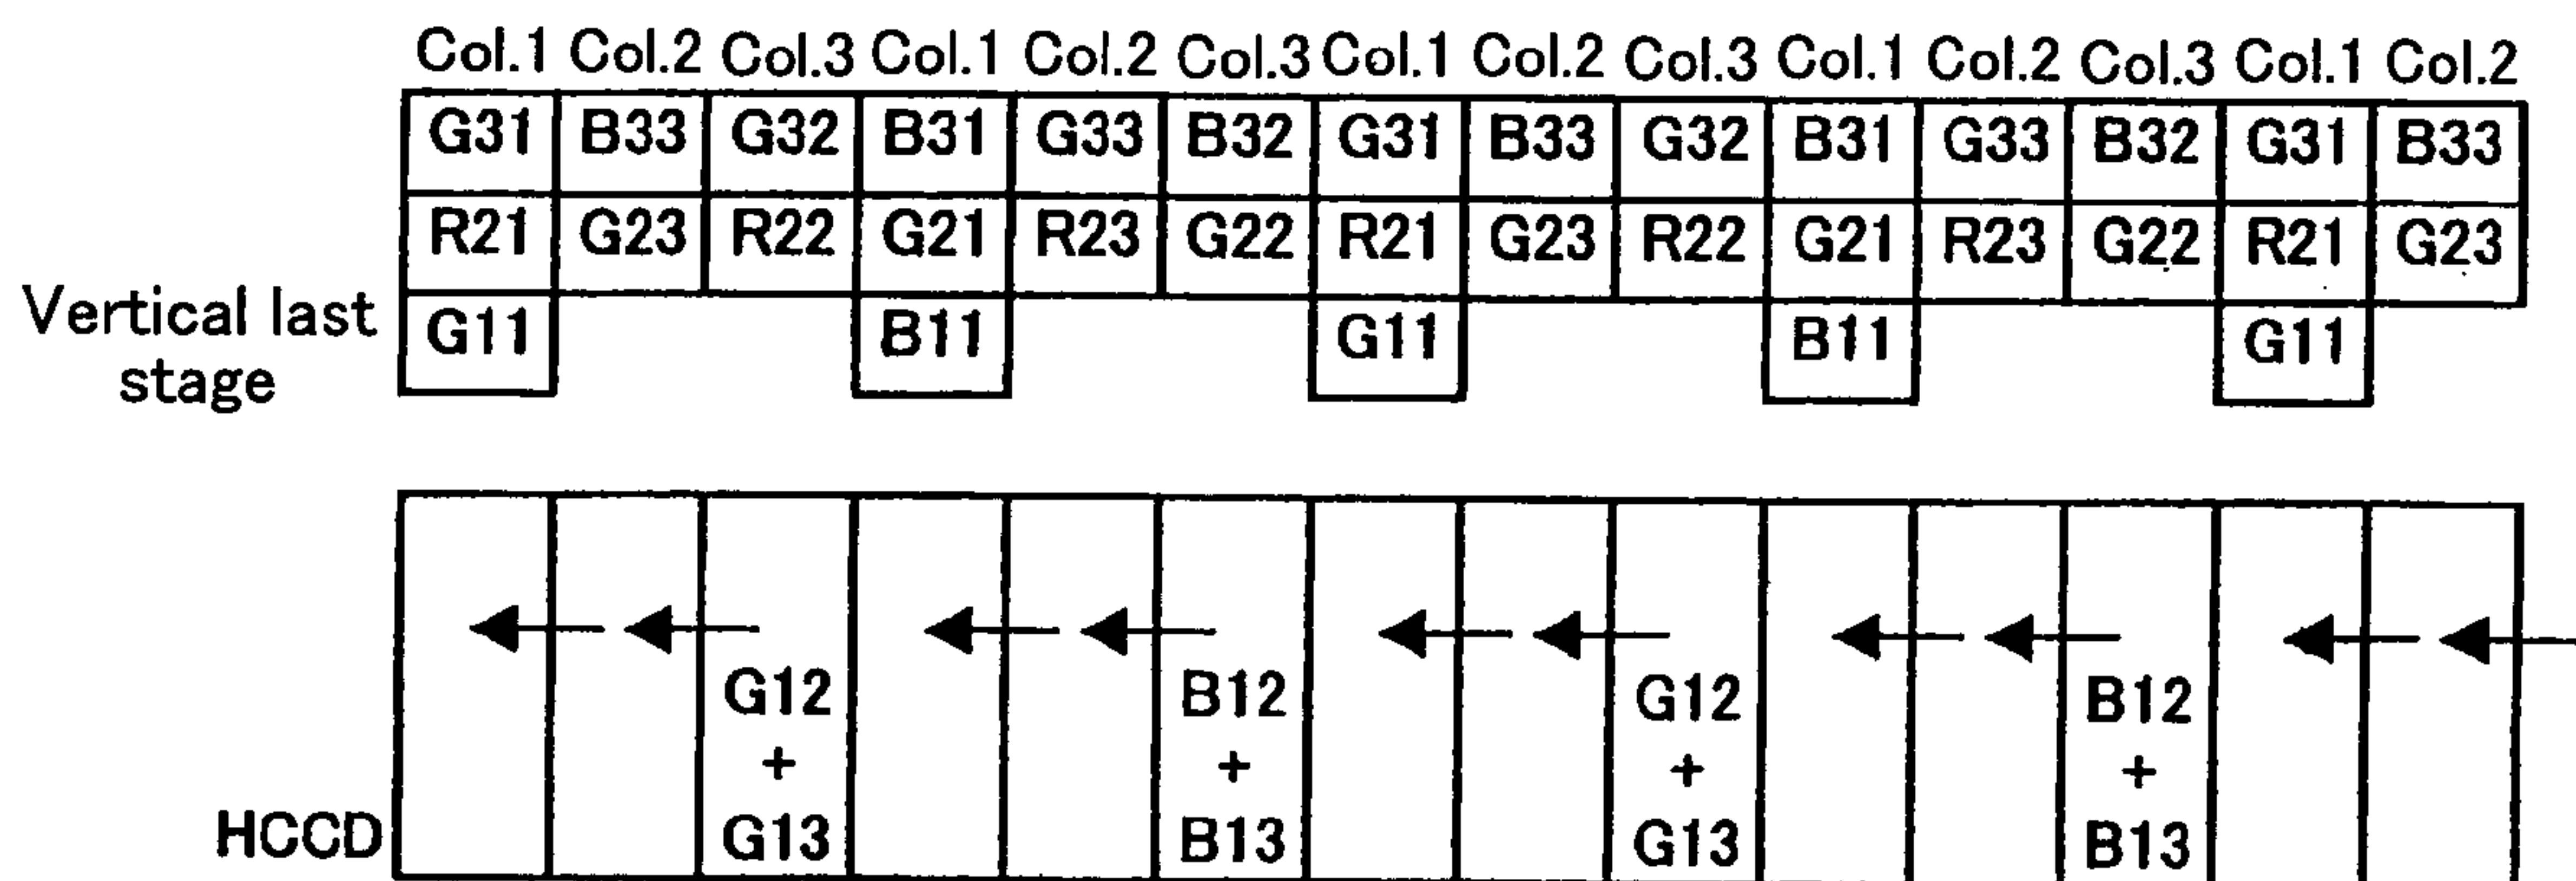 Col.1 Col.2 Col.3 Col.1 Col.2 Col.3 Col.1 Col.2 Col.3 Col.1 Col.2 Col.3 Col.1 Col.2
G31 B33 G32 B31 G33 B32 G31 B33 G32 B31 G33 B32 G31 B33
R21 G23 R22 G21 R23 G22 R21 G23 R22 G21 R23 G22 R21 G23
Vertical last
stage
G11 B11 G11 B11 G11
G12 B12 G12 B12
+ + + +
HCCD G13 B13 G13 B13